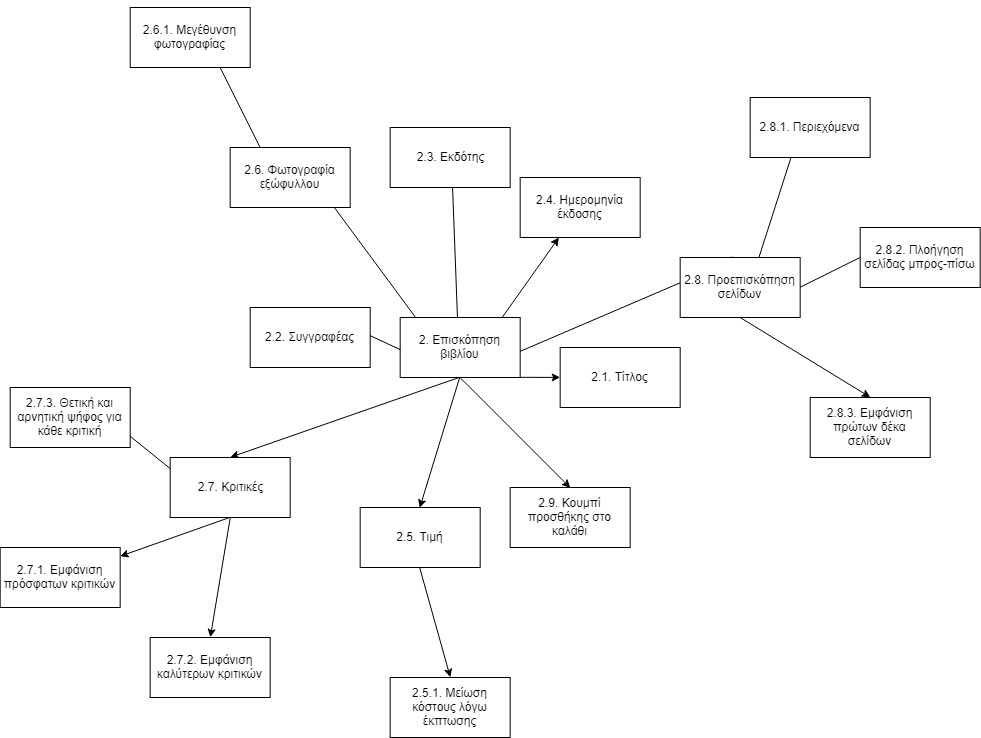 2.6.1. Μεγέθυνση
φωτογραφίας
2.8.1. Περιεχόμενα
2.3. Εκδότης
2.6. Φωτογραφία
εξώφυλλου
2.4. Ημερομηνία
έκδοσης
2.8.2. Πλοήγηση
σελίδας μπρος-πίσω
2.8. Προεπισκόπηση
σελίδων
2.2. Συγγραφέας
2. Επισκόπηση
βιβλίου
2.1. Τίτλος
2.7.3. Θετική και
αρνητική ψήφος για
κάθε κριτική
2.8.3. Εμφάνιση
πρώτων δέκα
σελίδων
2.7. Κριτικές
2.9. Κουμπί
προσθήκης στο
καλάθι
2.5. Τιμή
2.7.1. Εμφάνιση
πρόσφατων κριτικών
2.7.2. Εμφάνιση
καλύτερων κριτικών
2.5.1. Μείωση
κόστους λόγω
έκπτωσης